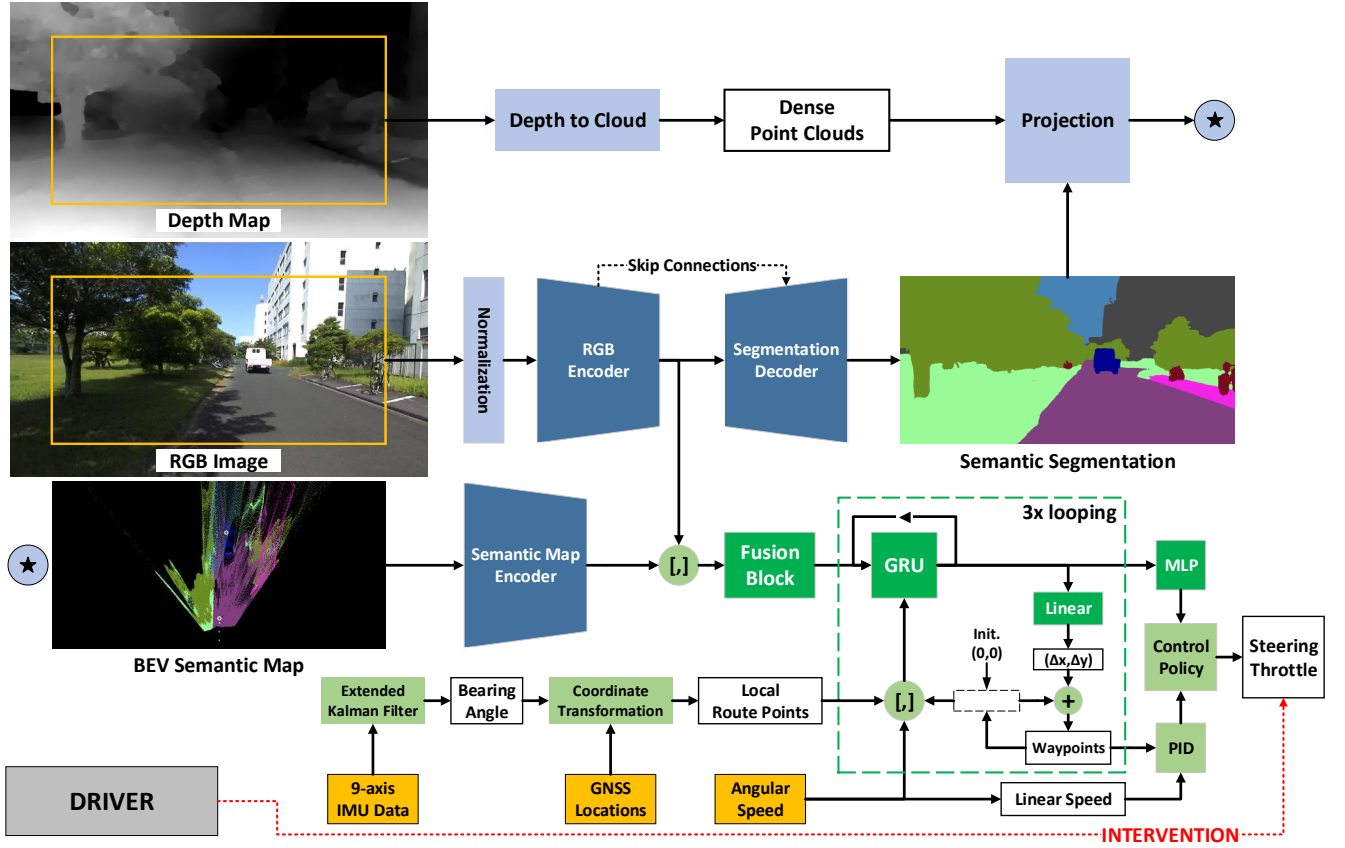 Depth Map
Depth to Cloud
Dense
Point Clouds
Projection
RGB Image
Normalization
RGB
Encoder
Skip Connections
Segmentation
Decoder
Semantic Segmentation
BEV Semantic Map
Semantic Map
Encoder
[,]
Fusion
Block
3x looping
GRU
MLP
Linear
Init.
(0,0)
(Δx,Δy)
Control
Policy
Steering
Throttle
Extended
Kalman Filter
Bearing
Angle
Coordinate
Transformation
Local
Route Points
[,]
+
Waypoints
PID
DRIVER
9-axis
IMU Data
GNSS
Locations
Angular
Speed
Linear Speed
INTERVENTION